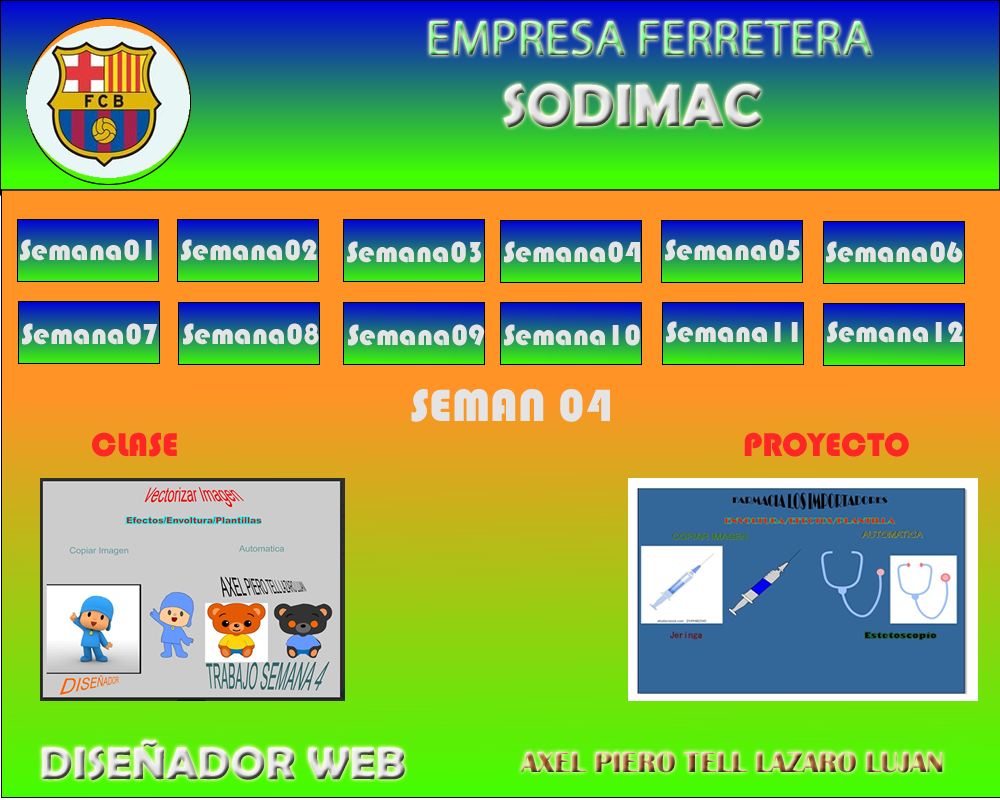 EMPRESA FERRETERA
SODIMAC
FCB
Semana01 Semana02 Semana03 Semana04 Semana05 Semana06
Semana07 Semana08 Semana09 Semana10 Semana11 Semana12
SEMAN 04
CLASE
PROYECTO
Vectorizar Imagen
Efectos/Envoltura/Plantillas
Copiar Imagen
Automatica
AXEL PIERO TELL LAZARO LUJAN
DISEÑADOR
TRABAJO SEMANA 4
FARMACIA LOS IMPORTADORES
ENVOLTURA/EFECTOS/PLANTILLA
COPIAR IMAGEN
AUTOMATICA
Jeringa
Estetoscopio
DISEÑADOR WEB
AXEL PIERO TELL LAZARO LUJAN